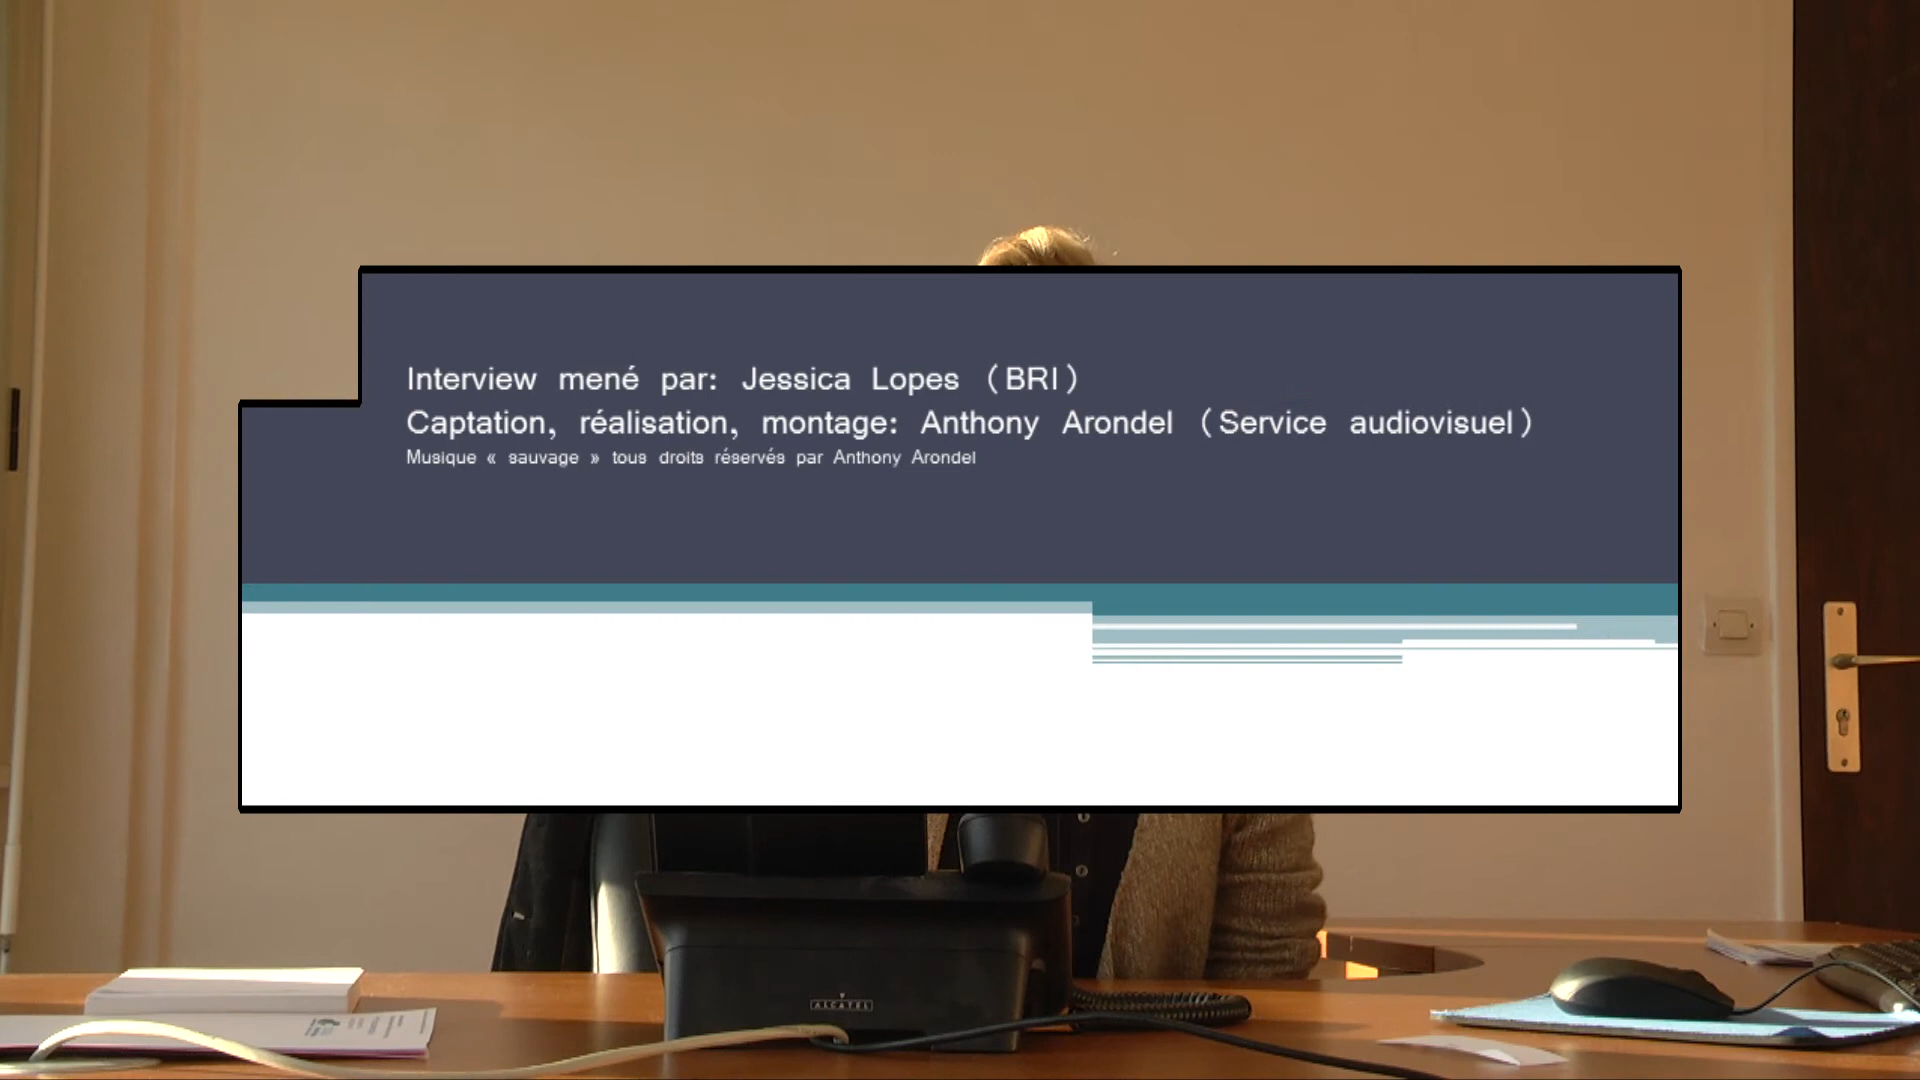 Interview mené par: Jessica Lopes (BRI)
Captation, réalisation, montage: Anthony Arondel (Service audiovisuel)
Musique « sauvage » tous droits réservés par Anthony Arondel
ALCATEL